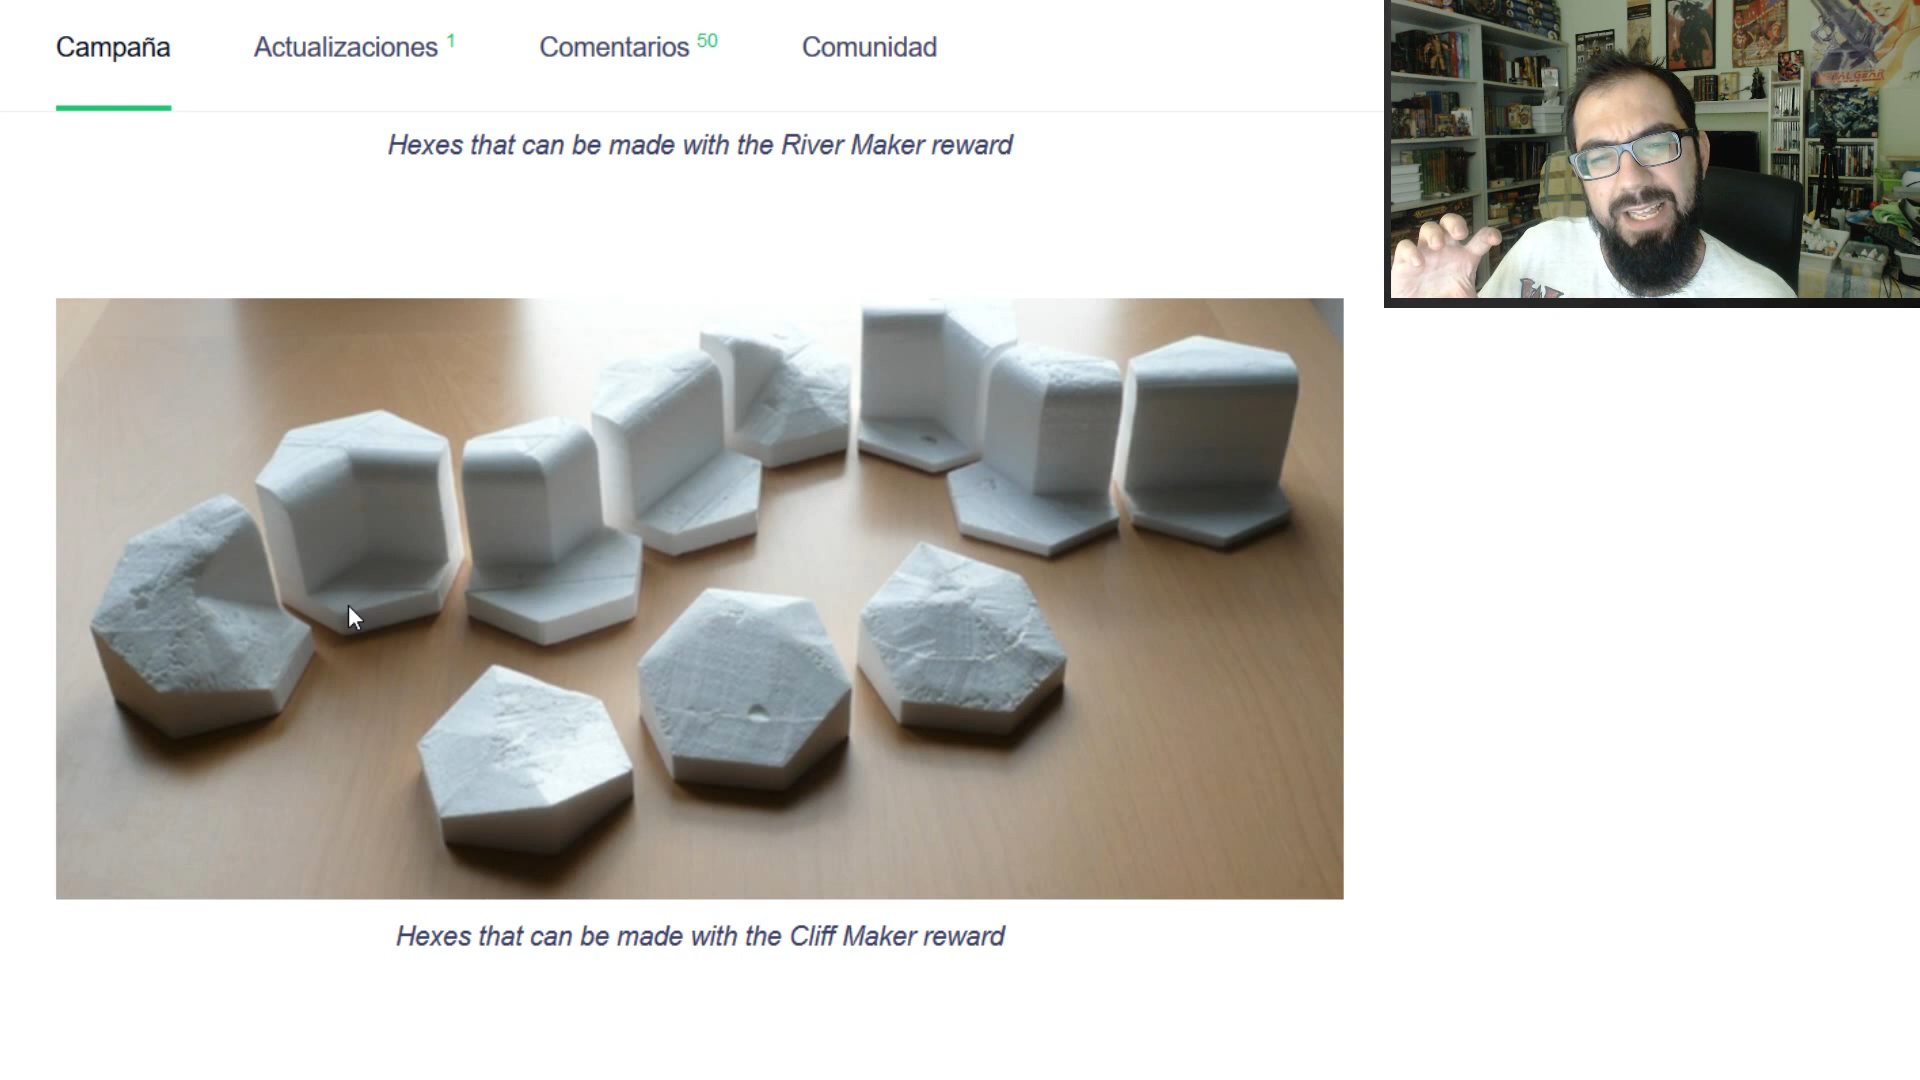 Campaña
Actualizaciones 1
Comentarios 50
Comunidad
Hexes that can be made with the River Maker reward
Hexes that can be made with the Cliff Maker reward